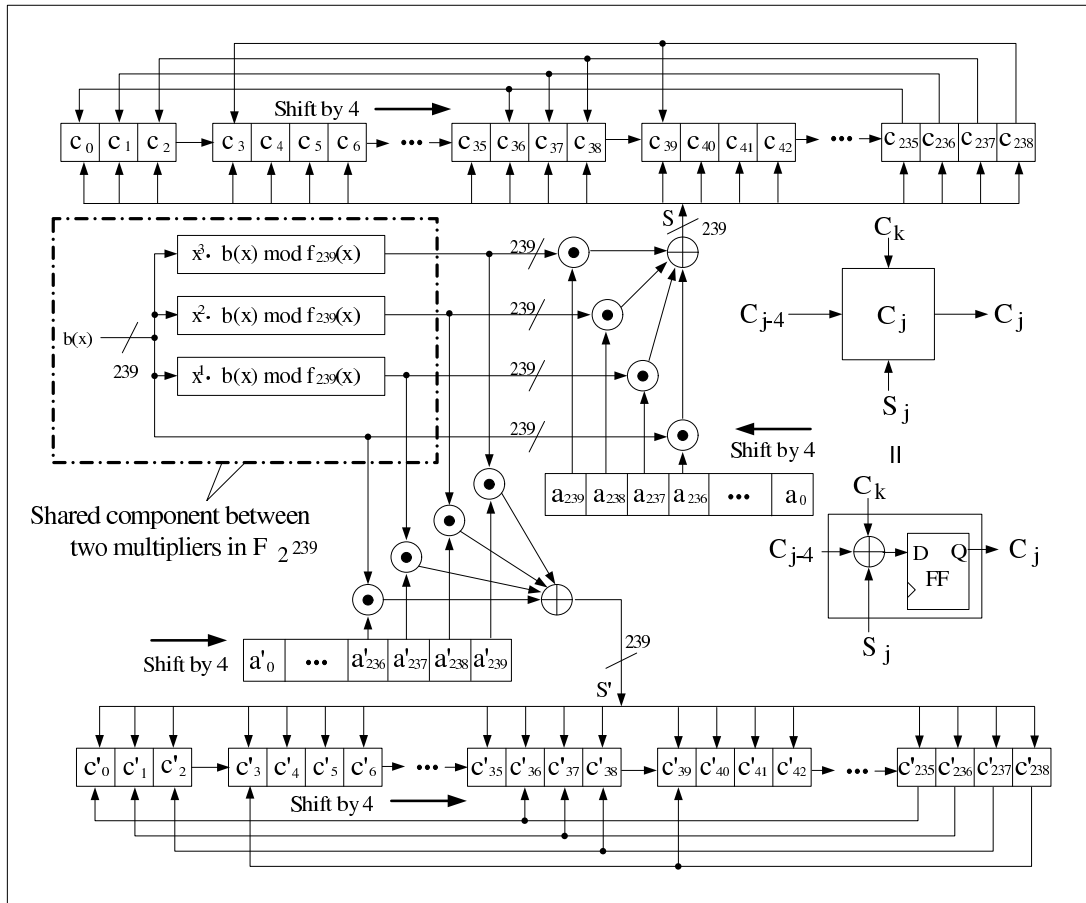 Shift by 4
c0 c1 c2 c3 c4 c5 c6 ••• c35 c36 c37 c38 c39 c40 c41 c42 ••• c235 c236 c237 c238
S 239
x3· b(x) mod f239(x) 239
x2· b(x) mod f239(x) 239
b(x) 239
x1· b(x) mod f239(x) 239
239
Shift by 4
a239 a238 a237 a236 ••• a0
Shared component between
two multipliers in F 2 239
Ck
Cj-4 Cj Cj
Sj
=
Ck
Cj-4 D Q FF Cj
Sj
Shift by 4
a'0 ••• a'236 a'237 a'238 a'239
239
S'
c'0 c'1 c'2 c'3 c'4 c'5 c'6 ••• c'35 c'36 c'37 c'38 c'39 c'40 c'41 c'42 ••• c'235 c'236 c'237 c'238
Shift by 4